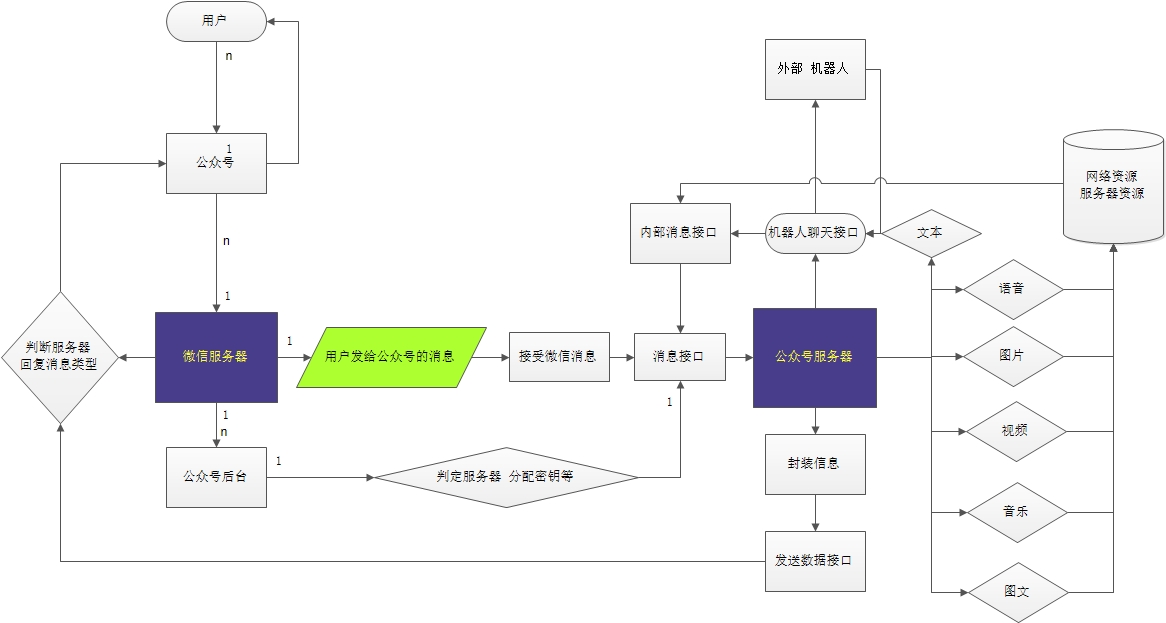 用户
n
外部 机器人
1
公众号
网络资源
服务器资源
内部消息接口
机器人聊天接口
文本
n
语音
1
判断服务器
回复消息类型
微信服务器
1
用户发给公众号的消息
接受微信消息
消息接口
公众号服务器
图片
1
1
n
视频
公众号后台
1
判定服务器 分配密钥等
封装信息
音乐
发送数据接口
图文